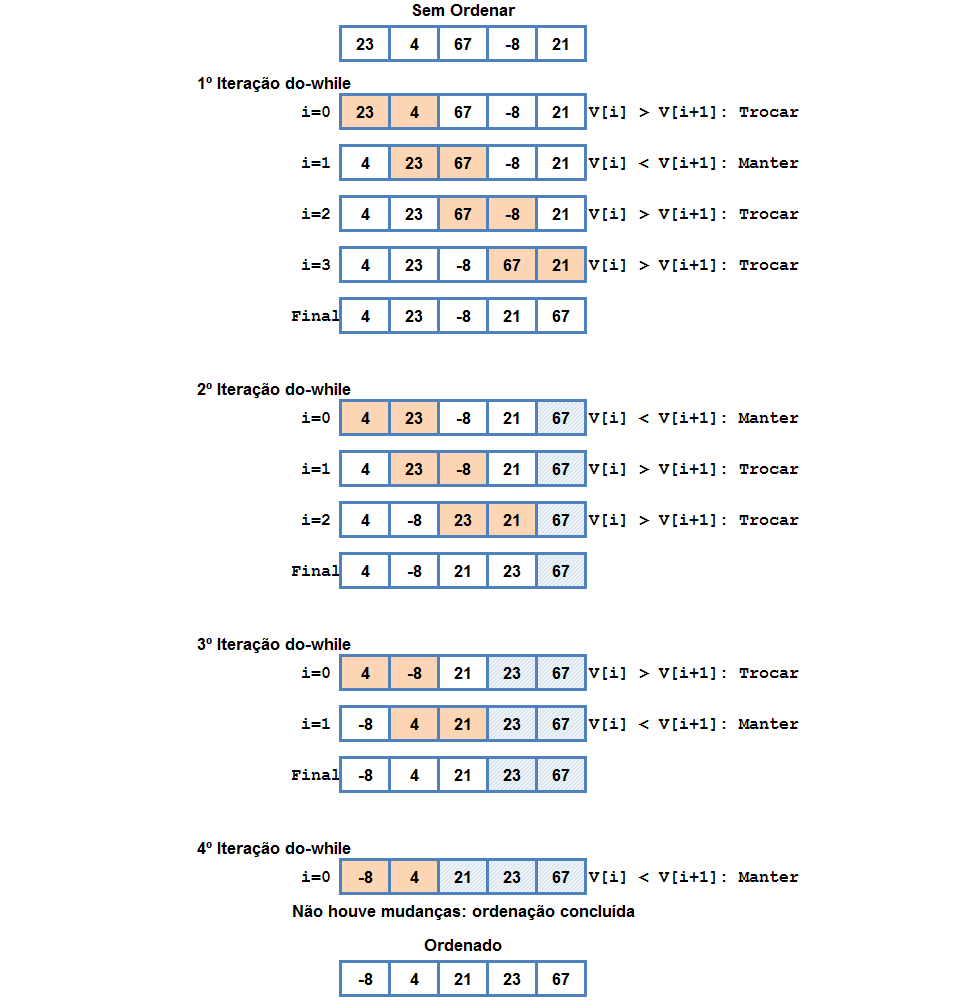 Sem Ordenar
23 4 67 -8 21
1º Iteração do-while
i=0 23 4 67 -8 21 V[i] > V[i+1]: Trocar
i=1 4 23 67 -8 21 V[i] < V[i+1]: Manter
i=2 4 23 67 -8 21 V[i] > V[i+1]: Trocar
i=3 4 23 -8 67 21 V[i] > V[i+1]: Trocar
Final 4 23 -8 21 67
2º Iteração do-while
i=0 4 23 -8 21 67 V[i] < V[i+1]: Manter
i=1 4 23 -8 21 67 V[i] > V[i+1]: Trocar
i=2 4 -8 23 21 67 V[i] > V[i+1]: Trocar
Final 4 -8 21 23 67
3º Iteração do-while
i=0 4 -8 21 23 67 V[i] > V[i+1]: Trocar
i=1 -8 4 21 23 67 V[i] < V[i+1]: Manter
Final -8 4 21 23 67
4º Iteração do-while
i=0 -8 4 21 23 67 V[i] < V[i+1]: Manter
Não houve mudanças: ordenação concluída
Ordenado
-8 4 21 23 67